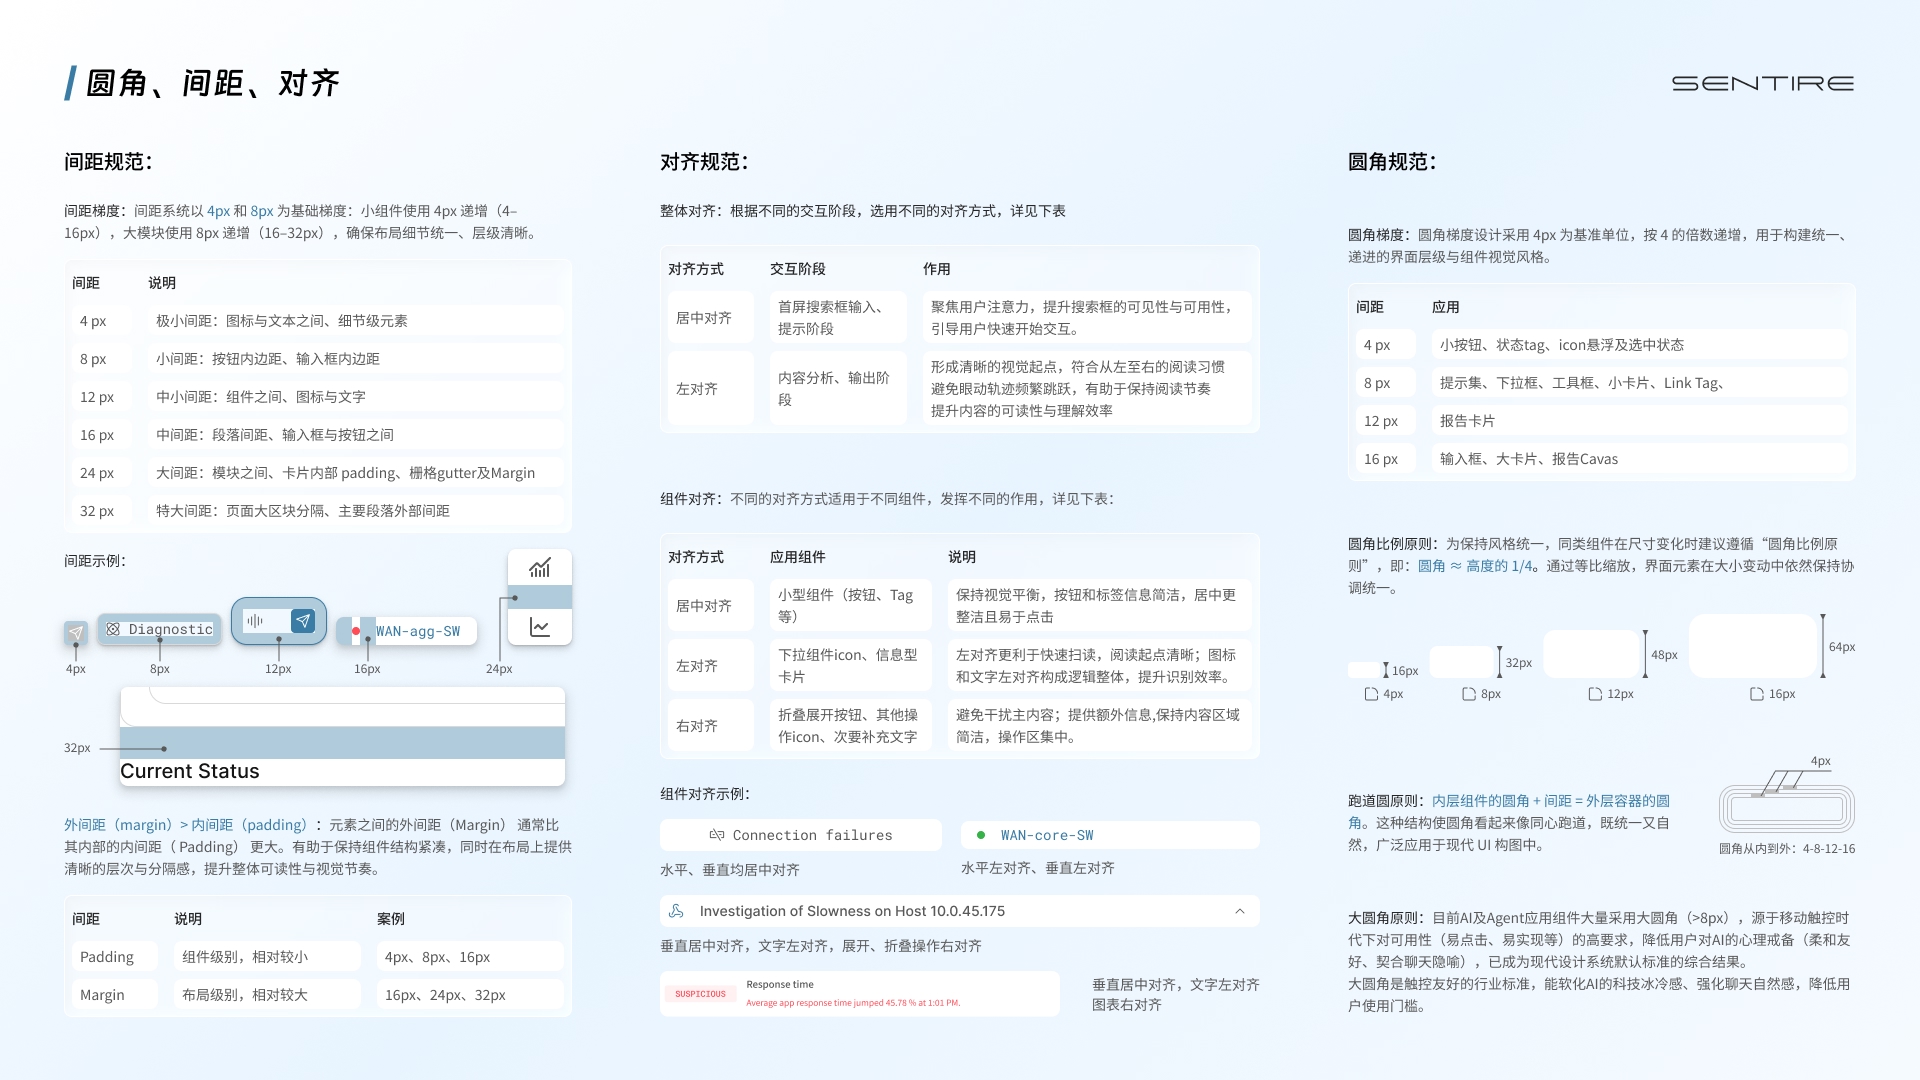 圆角、间距、对齐
SENTIRE
间距规范：
间距梯度：间距系统以 4px 和 8px 为基础梯度：小组件使用 4px 递增（4–
16px），大模块使用 8px 递增（16–32px），确保布局细节统一、层级清晰。
间距 说明
4 px 极小间距：图标与文本之间、细节级元素
8 px 小间距：按钮内边距、输入框内边距
12 px 中小间距：组件之间、图标与文字
16 px 中间距：段落间距、输入框与按钮之间
24 px 大间距：模块之间、卡片内部 padding、栅格gutter及Margin
32 px 特大间距：页面大区块分隔、主要段落外部间距
间距示例：
Diagnostic
WAN-agg-SW
4px 8px 12px 16px 24px
32px
Current Status
外间距（margin）> 内间距（padding）：元素之间的外间距（Margin） 通常比
其内部的内间距（ Padding） 更大。有助于保持组件结构紧凑，同时在布局上提供
清晰的层次与分隔感，提升整体可读性与视觉节奏。
间距 说明 案例
Padding 组件级别，相对较小 4px、8px、16px
Margin 布局级别，相对较大 16px、24px、32px
对齐规范：
整体对齐：根据不同的交互阶段，选用不同的对齐方式，详见下表
对齐方式 交互阶段 作用
居中对齐
首屏搜索框输入、
提示阶段
聚焦用户注意力，提升搜索框的可见性与可用性，
引导用户快速开始交互。
左对齐
内容分析、输出阶
段
形成清晰的视觉起点，符合从左至右的阅读习惯
避免眼动轨迹频繁跳跃，有助于保持阅读节奏
提升内容的可读性与理解效率
组件对齐：不同的对齐方式适用于不同组件，发挥不同的作用，详见下表：
对齐方式 应用组件 说明
居中对齐
小型组件（按钮、Tag
等）
保持视觉平衡，按钮和标签信息简洁，居中更
整洁且易于点击
左对齐
下拉组件icon、信息型
卡片
左对齐更利于快速扫读，阅读起点清晰；图标
和文字左对齐构成逻辑整体，提升识别效率。
右对齐
折叠展开按钮、其他操
作icon、次要补充文字
避免干扰主内容；提供额外信息,保持内容区域
简洁，操作区集中。
组件对齐示例：
Connection failures
WAN-core-SW
水平、垂直均居中对齐
水平左对齐、垂直左对齐
Investigation of Slowness on Host 10.0.45.175
垂直居中对齐，文字左对齐，展开、折叠操作右对齐
SUSPICIOUS
Response time
Average app response time jumped 45.78 % at 1:01 PM.
垂直居中对齐，文字左对齐
图表右对齐
圆角规范：
圆角梯度：圆角梯度设计采用 4px 为基准单位，按 4 的倍数递增，用于构建统一、
递进的界面层级与组件视觉风格。
间距 应用
4 px 小按钮、状态tag、icon悬浮及选中状态
8 px 提示集、下拉框、工具框、小卡片、Link Tag、
12 px 报告卡片
16 px 输入框、大卡片、报告Cavas
圆角比例原则：为保持风格统一，同类组件在尺寸变化时建议遵循“圆角比例原
则”，即：圆角 ≈ 高度的 1/4。通过等比缩放，界面元素在大小变动中依然保持协
调统一。
16px 32px 48px 64px
4px 8px 12px 16px
4px
跑道圆原则：内层组件的圆角 + 间距 = 外层容器的圆
角。这种结构使圆角看起来像同心跑道，既统一又自
然，广泛应用于现代 UI 构图中。
圆角从内到外：4-8-12-16
大圆角原则：目前AI及Agent应用组件大量采用大圆角（>8px），源于移动触控时
代下对可用性（易点击、易实现等）的高要求，降低用户对AI的心理戒备（柔和友
好、契合聊天隐喻），已成为现代设计系统默认标准的综合结果。
大圆角是触控友好的行业标准，能软化AI的科技冰冷感、强化聊天自然感，降低用
户使用门槛。